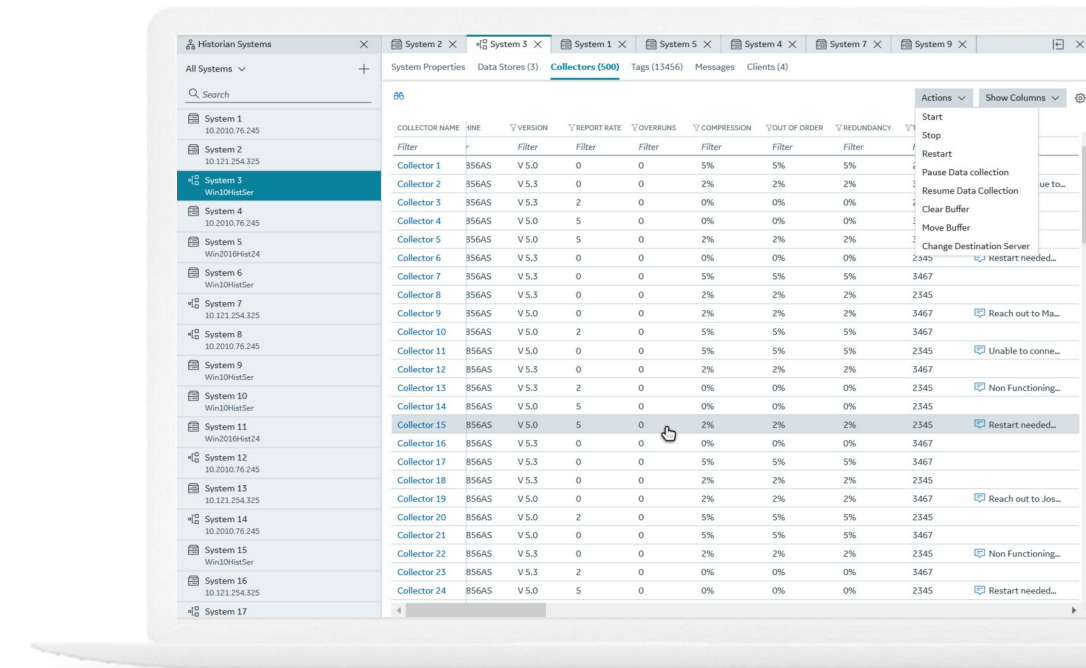 Historian Systems
System 2
System 3
System 1
System 5
System 4
System 7
System 9
All Systems
System Properties Data Stores (3) Collectors (500) Tags (13456) Messages Clients (4)
Search
Actions
Show Columns
System 1
10.2010.76.245
System 2
10.121.254.325
System 3
Win10HistSer
System 4
10.2010.76.245
System 5
Win2016Hist24
System 6
Win10HistSer
System 7
10.121.254.325
System 8
10.2010.76.245
System 9
Win10HistSer
System 10
Win10HistSer
System 11
Win2016Hist24
System 12
10.2010.76.245
System 13
10.121.254.325
System 14
10.2010.76.245
System 15
Win10HistSer
System 16
10.121.254.325
System 17
Start
Stop
Restart
Pause Data collection
Resume Data Collection
Clear Buffer
Move Buffer
Change Destination Server
COLLECTOR NAME HINE VERSION REPORT RATE OVERRUNS COMPRESSION OUT OF ORDER REDUNDANCY
Filter Filter Filter Filter Filter Filter Filter
Collector 1 856AS V 5.0 0 0 5% 5% 5%
Collector 2 856AS V 5.3 0 0 2% 2% 2% ue to...
Collector 3 856AS V 5.3 2 0 0% 0% 0%
Collector 4 856AS V 5.0 5 0 0% 0% 0%
Collector 5 856AS V 5.0 5 0 2% 2% 2%
Collector 6 856AS V 5.3 0 0 0% 0% 0% 2345 Restart needed...
Collector 7 856AS V 5.3 0 0 5% 5% 5% 3467
Collector 8 856AS V 5.3 0 0 2% 2% 2% 2345
Collector 9 856AS V 5.0 0 0 2% 2% 2% 3467 Reach out to Ma...
Collector 10 856AS V 5.0 2 0 5% 5% 5% 3467
Collector 11 856AS V 5.0 0 0 5% 5% 5% 2345 Unable to conne...
Collector 12 856AS V 5.3 0 0 2% 2% 2% 3467
Collector 13 856AS V 5.3 2 0 0% 0% 0% 2345 Non Functioning...
Collector 14 856AS V 5.0 5 0 0% 0% 0% 2345
Collector 15 856AS V 5.0 5 0 2% 2% 2% 2345 Restart needed...
Collector 16 856AS V 5.3 0 0 0% 0% 0% 3467
Collector 17 856AS V 5.3 0 0 5% 5% 5% 3467
Collector 18 856AS V 5.3 0 0 2% 2% 2% 2345
Collector 19 856AS V 5.0 0 0 2% 2% 2% 3467 Reach out to Jos...
Collector 20 856AS V 5.0 2 0 5% 5% 5% 2345
Collector 21 856AS V 5.0 0 0 5% 5% 5% 3467
Collector 22 856AS V 5.3 0 0 2% 2% 2% 2345 Non Functioning...
Collector 23 856AS V 5.3 2 0 0% 0% 0% 3467
Collector 24 856AS V 5.0 5 0 0% 0% 0% 2345 Restart needed...